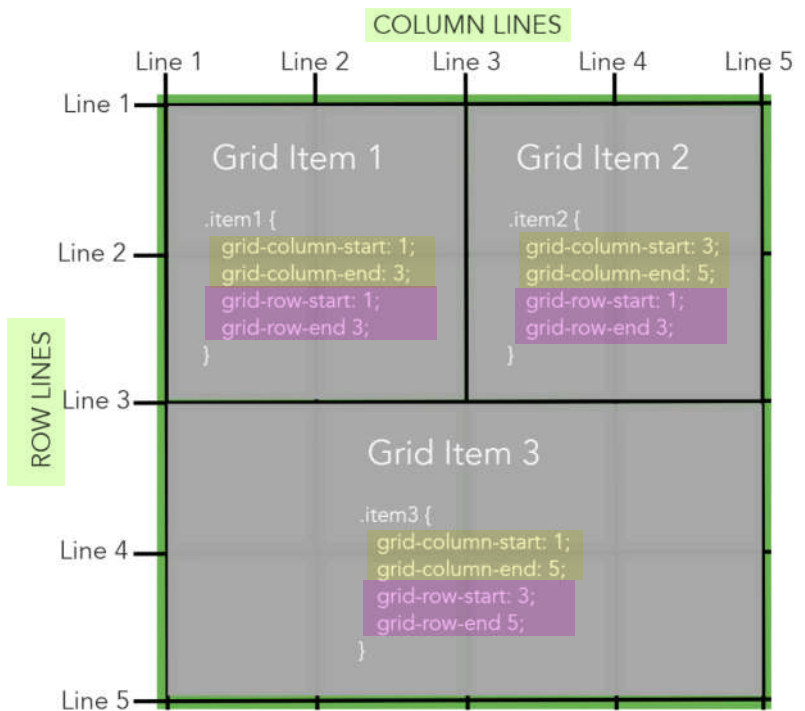 COLUMN LINES
Line 1 Line 2 Line 3 Line 4 Line 5
Line 1
Grid Item 1
.item1 {
grid-column-start: 1;
grid-column-end: 3;
grid-row-start: 1;
grid-row-end 3;
}
Grid Item 2
.item2 {
grid-column-start: 3;
grid-column-end: 5;
grid-row-start: 1;
grid-row-end 3;
}
Line 2
ROW LINES
Line 3
Grid Item 3
.item3 {
grid-column-start: 1;
grid-column-end: 5;
grid-row-start: 3;
grid-row-end 5;
}
Line 4
Line 5